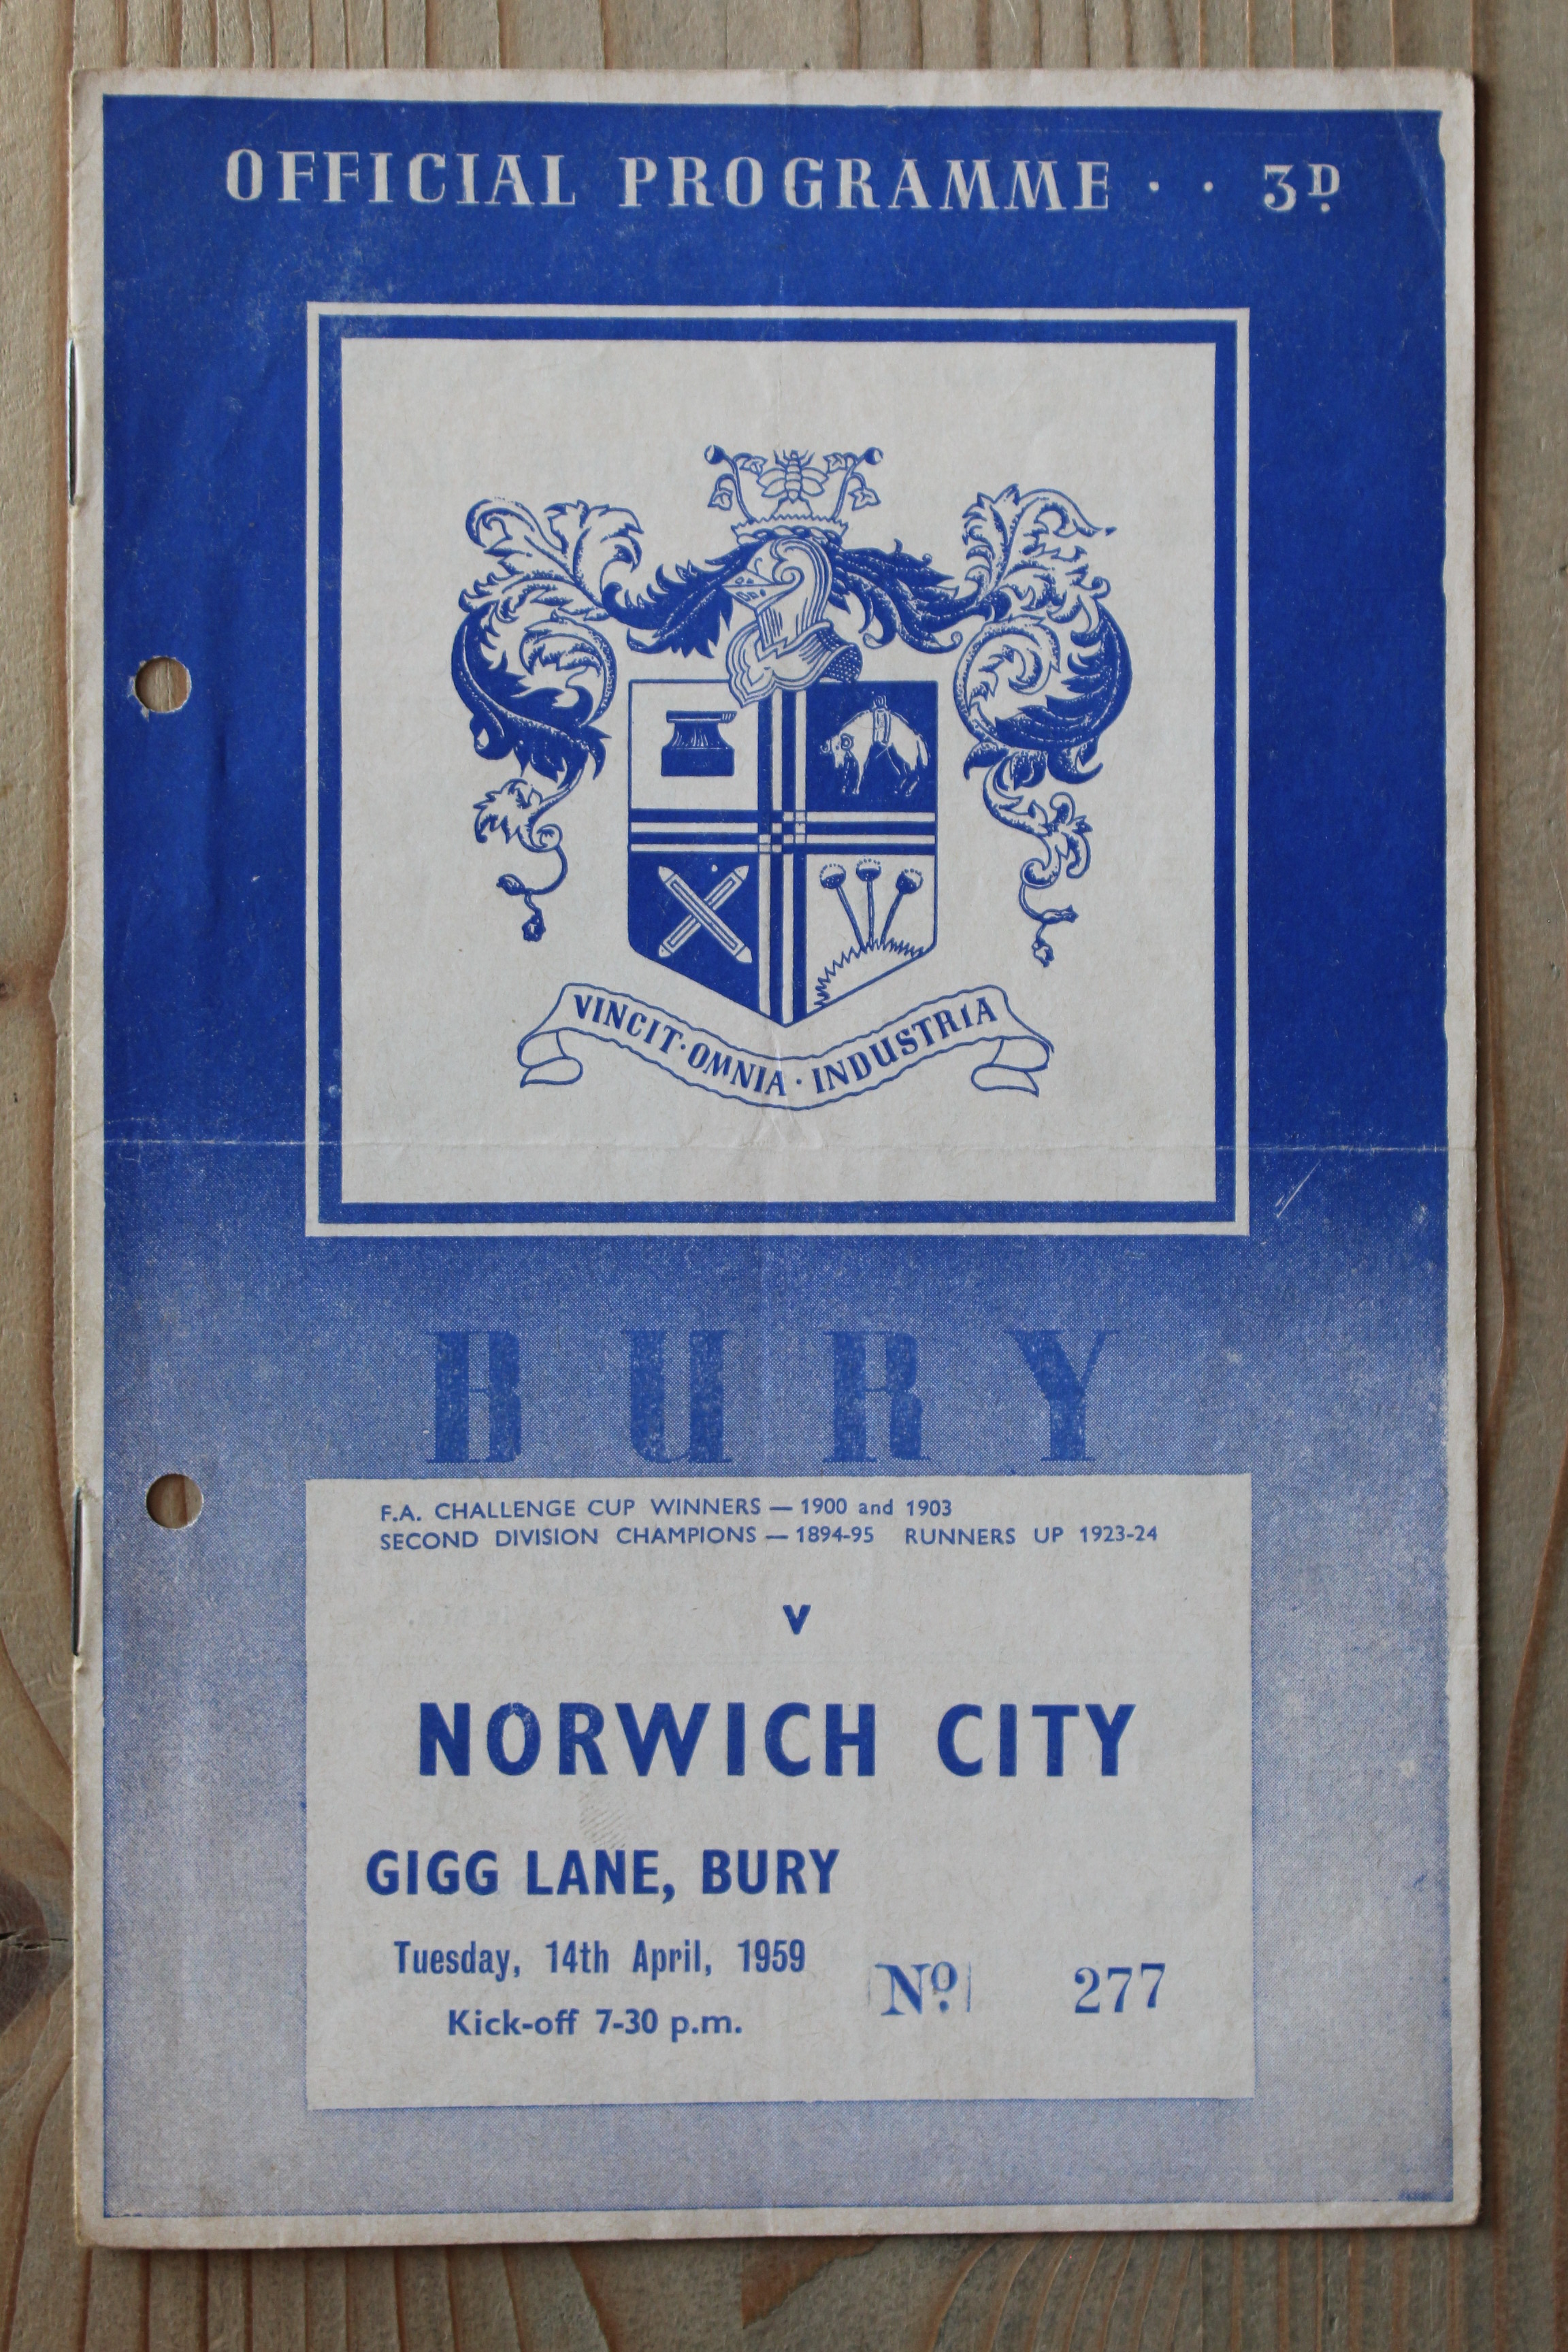 OFFICIAL PROGRAMME · · 3D.
VINCIT · OMNIA · INDUSTRIA
BURY
F.A. CHALLENGE CUP WINNERS — 1900 and 1903
SECOND DIVISION CHAMPIONS — 1894-95 RUNNERS UP 1923-24
v
NORWICH CITY
GIGG LANE, BURY
Tuesday, 14th April, 1959
Kick-off 7-30 p.m.
Nº 277